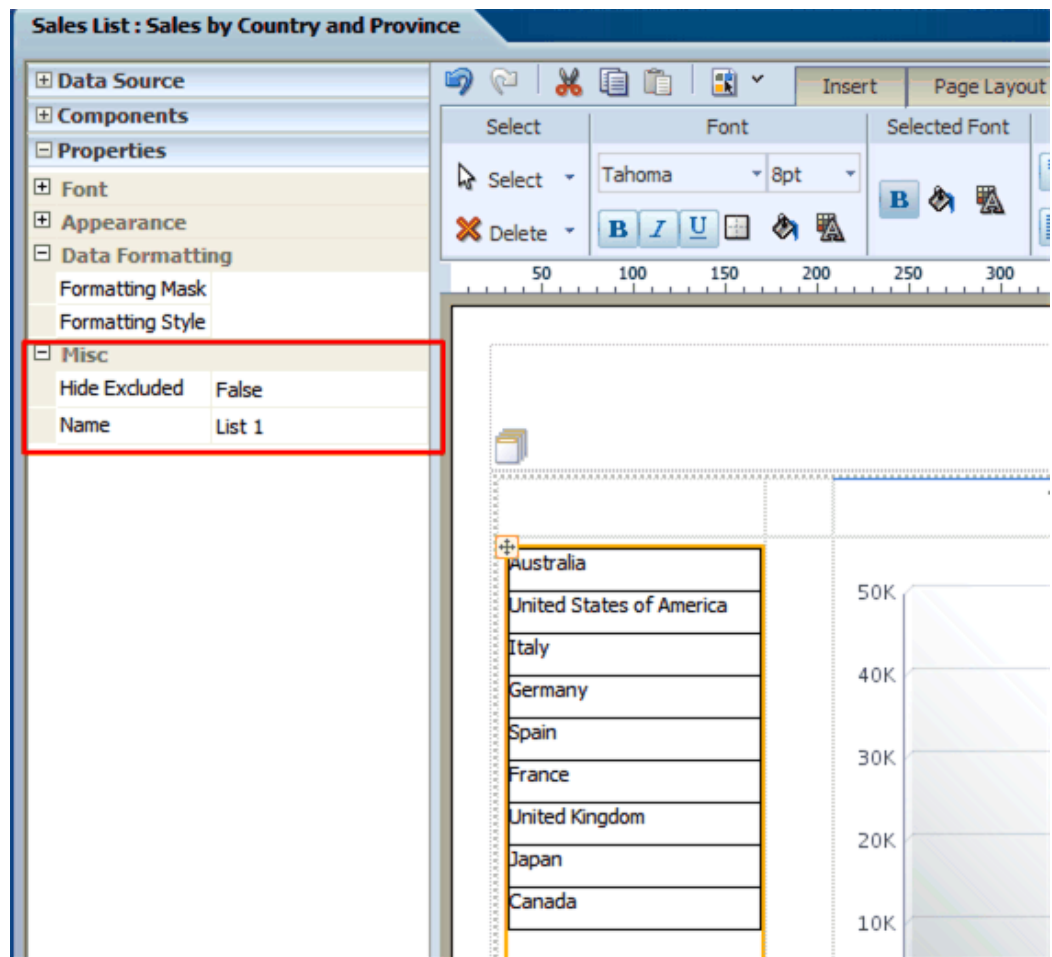 Sales List : Sales by Country and Province
Data Source
Components
Properties
Font
Appearance
Data Formatting
Formatting Mask
Formatting Style
Misc
Hide Excluded False
Name List 1
Insert Page Layout
Select Font Selected Font
Select Tahoma 8pt
B
Delete B I U
50 100 150 200 250 300
Australia
United States of America
Italy
Germany
Spain
France
United Kingdom
Japan
Canada
50K
40K
30K
20K
10K